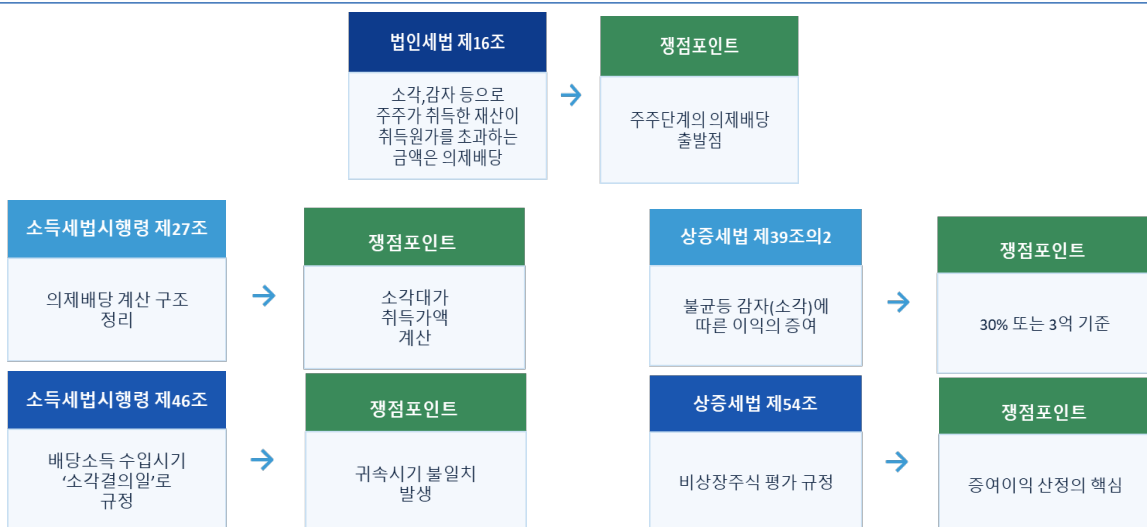 법인세법 제16조
소각,감자 등으로
주주가 취득한 재산이
취득원가를 초과하는
금액은 의제배당
→
쟁점포인트
주주단계의 의제배당
출발점
소득세법시행령 제27조
의제배당 계산 구조
정리
→
쟁점포인트
소각대가
취득가액
계산
상증세법 제39조의2
불균등 감자(소각)에
따른 이익의 증여
→
쟁점포인트
30% 또는 3억 기준
소득세법시행령 제46조
배당소득 수입시기
‘소각결의일’로
규정
→
쟁점포인트
귀속시기 불일치
발생
상증세법 제54조
비상장주식 평가 규정
→
쟁점포인트
증여이익 산정의 핵심